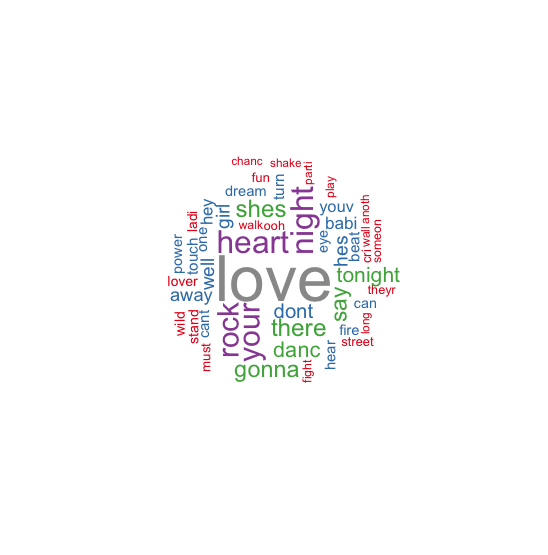 chanc
shake
parti
fun
turn
play
dream
shes
night
youv
anoth
hey
girl
ladi
walk
ooh
babi
wall
someon
power
touch
one
heart
eye
hes
beat
cri
well
love
tonight
lover
theyr
away
say
can
wild
stand
cant
rock
your
dont
there
fire
long
street
must
danc
hear
gonna
fight